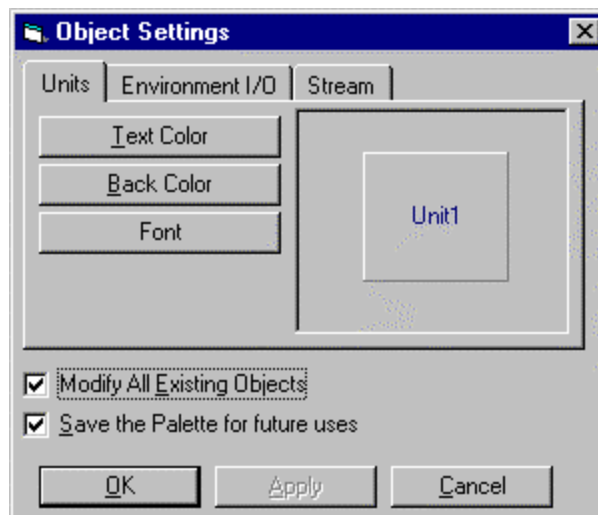 Object Settings
Units Environment I/O Stream
Text Color
Back Color
Font
Unit1
Modify All Existing Objects
Save the Palette for future uses
OK Apply Cancel